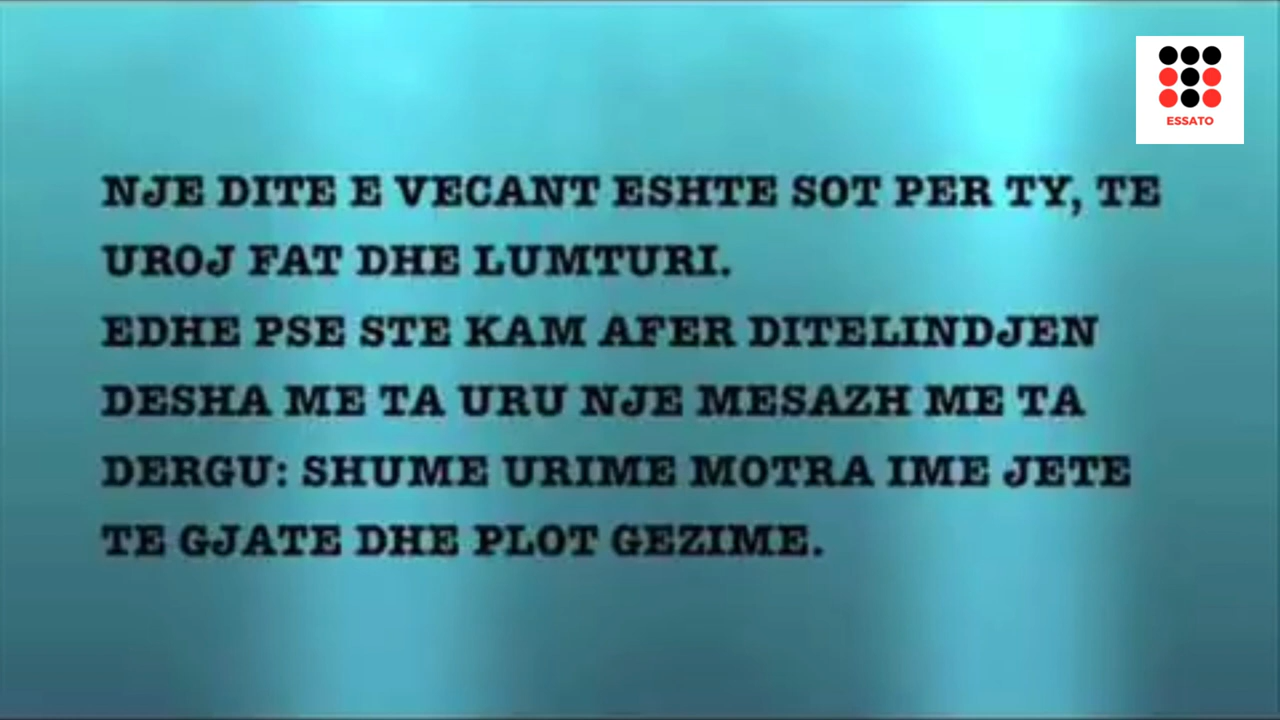 ESSATO
NJE DITE E VECANT ESHTE SOT PER TY, TE
UROJ FAT DHE LUMTURI.
EDHE PSE STE KAM AFER DITELINDJEN
DESHA ME TA URU NJE MESAZH ME TA
DERGU: SHUME URIME MOTRA IME JETE
TE GJATE DHE PLOT GEZIME.